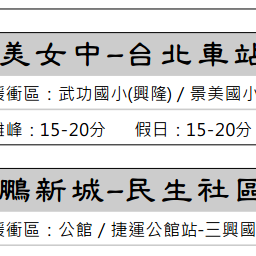 美女中-台北車站
緩衝區：武功國小(興隆) / 景美國小
離峰：15-20分 假日：15-20分
鵬新城-民生社區
緩衝區：公館 / 捷運公館站-三興國